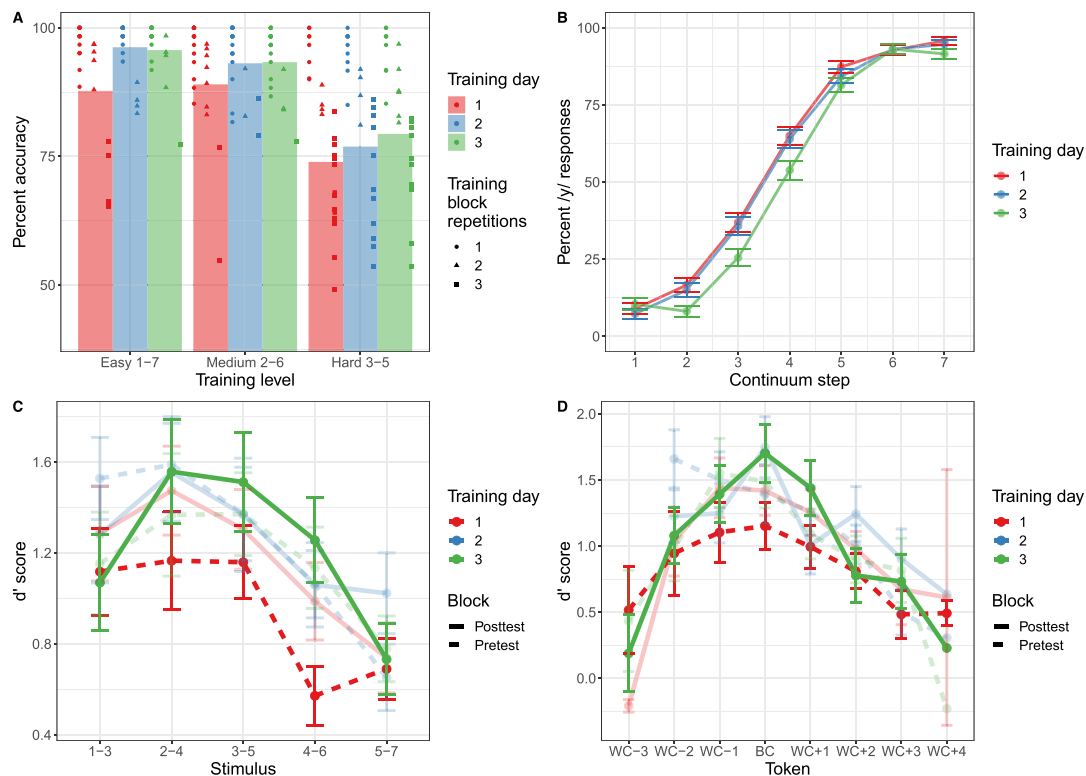 A
100
75
50
Percent accuracy
Easy 1−7
Medium 2−6
Hard 3−5
Training level
Training day
1
2
3
Training
block
repetitions
1
2
3
B
100
75
50
25
0
Percent /y/ responses
1
2
3
4
5
6
7
Continuum step
Training day
1
2
3
C
1.6
1.2
0.8
0.4
d' score
1−3
2−4
3−5
4−6
5−7
Stimulus
Training day
1
2
3
Block
Posttest
Pretest
D
2.0
1.5
1.0
0.5
0.0
d' score
WC−3
WC−2
WC−1
BC
WC+1
WC+2
WC+3
WC+4
Token
Training day
1
2
3
Block
Posttest
Pretest